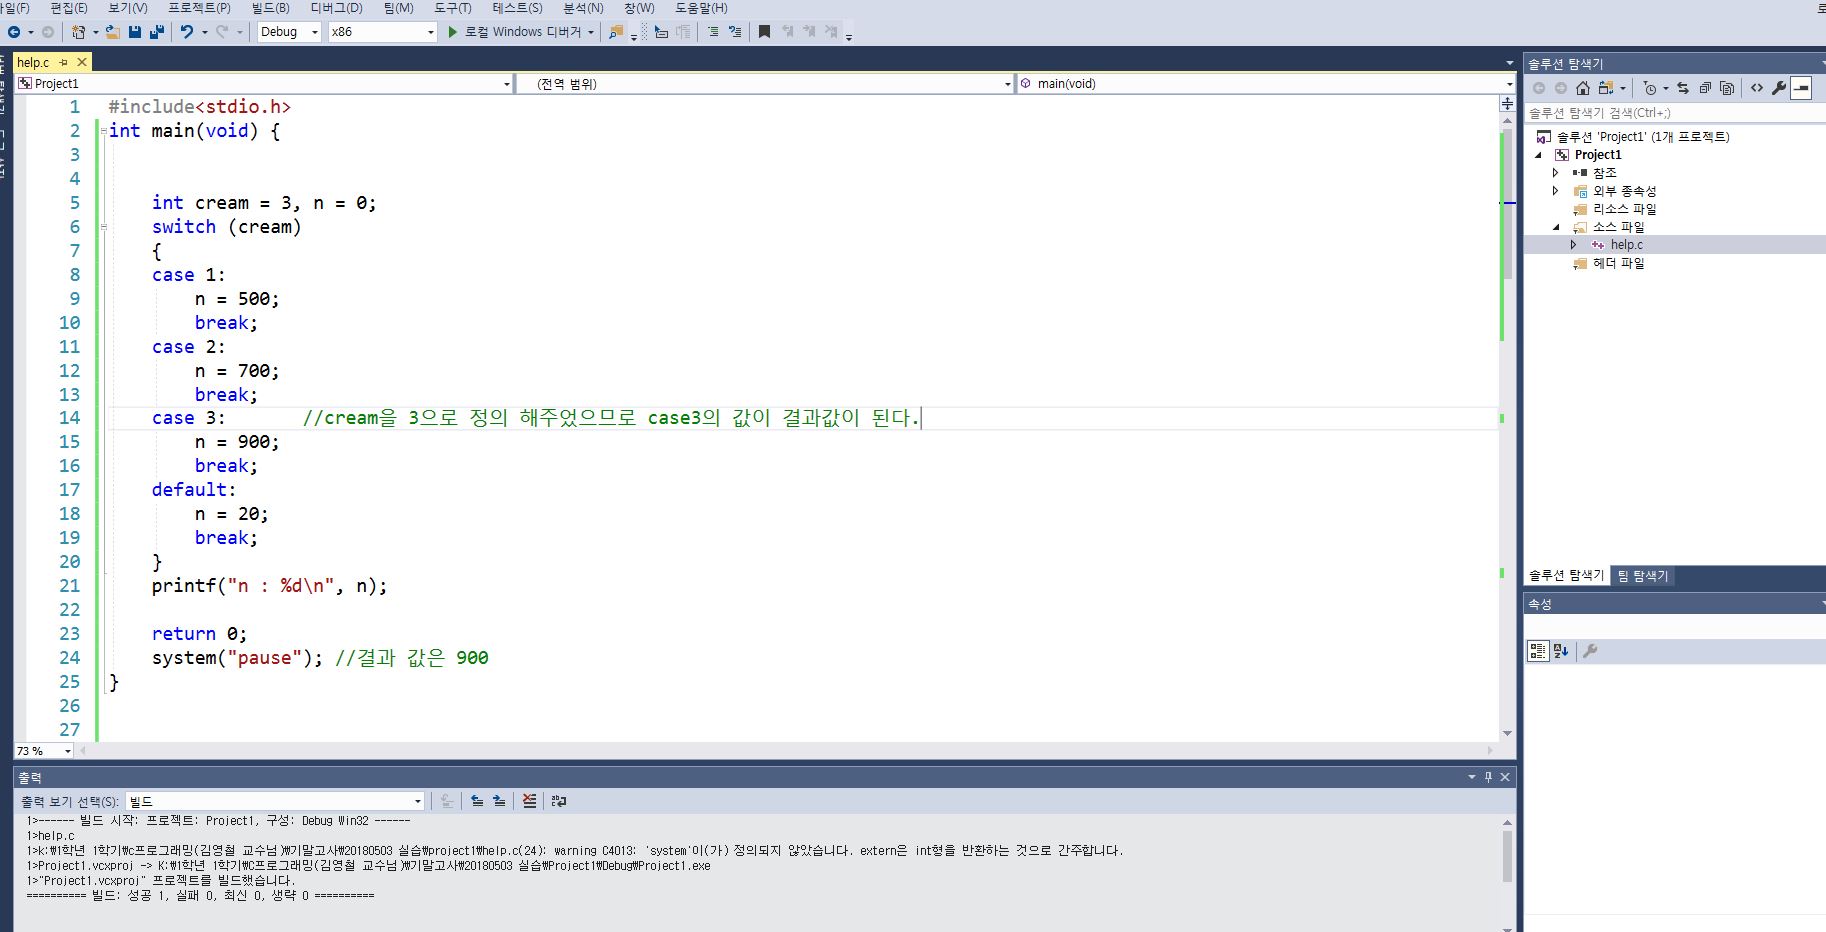 일(F) 편집(E) 보기(V) 프로젝트(P) 빌드(B) 디버그(D) 팀(M) 도구(T) 테스트(S) 분석(N) 창(W) 도움말(H)
Debug x86 로컬 Windows 디버거
help.c
Project1 (전역 범위) main(void)
1 #include<stdio.h>
2 int main(void) {
3
4
5 int cream = 3, n = 0;
6 switch (cream)
7 {
8 case 1:
9 n = 500;
10 break;
11 case 2:
12 n = 700;
13 break;
14 case 3: //cream을 3으로 정의 해주었으므로 case3의 값이 결과값이 된다.
15 n = 900;
16 break;
17 default:
18 n = 20;
19 break;
20 }
21 printf("n : %d\n", n);
22
23 return 0;
24 system("pause"); //결과 값은 900
25 }
26
27
73 %
출력
출력 보기 선택(S): 빌드
1>------ 빌드 시작: 프로젝트: Project1, 구성: Debug Win32 ------
1>help.c
1>k:₩1학년 1학기₩c프로그래밍(김영철 교수님)₩기말고사₩20180503 실습₩project1₩help.c(24): warning C4013: 'system'이(가) 정의되지 않았습니다. extern은 int형을 반환하는 것으로 간주합니다.
1>Project1.vcxproj -> K:₩1학년 1학기₩C프로그래밍(김영철 교수님)₩기말고사₩20180503 실습₩Project1₩Debug₩Project1.exe
1>"Project1.vcxproj" 프로젝트를 빌드했습니다.
========== 빌드: 성공 1, 실패 0, 최신 0, 생략 0 ==========
솔루션 탐색기
솔루션 탐색기 검색(Ctrl+;)
솔루션 'Project1' (1개 프로젝트)
Project1
참조
외부 종속성
리소스 파일
소스 파일
help.c
헤더 파일
솔루션 탐색기 팀 탐색기
속성